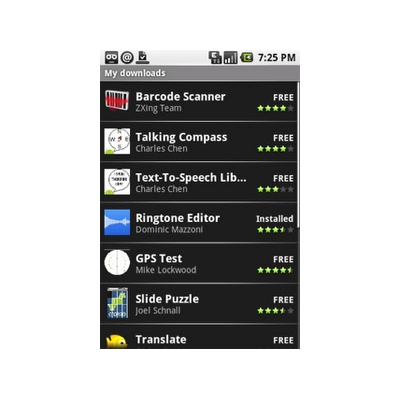 7:25 PM
My downloads
Barcode Scanner FREE
ZXing Team
Talking Compass FREE
Charles Chen
Text-To-Speech Lib... FREE
Charles Chen
Ringtone Editor Installed
Dominic Mazzoni
GPS Test FREE
Mike Lockwood
Slide Puzzle FREE
Joel Schnall
Translate FREE